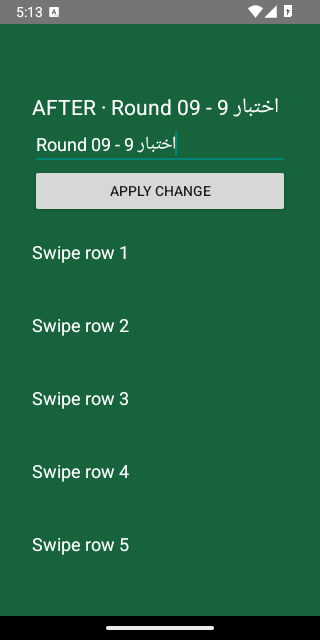 5:13
AFTER · Round 09 - 9 اختبار
Round 09 - 9 اختبار
APPLY CHANGE
Swipe row 1
Swipe row 2
Swipe row 3
Swipe row 4
Swipe row 5